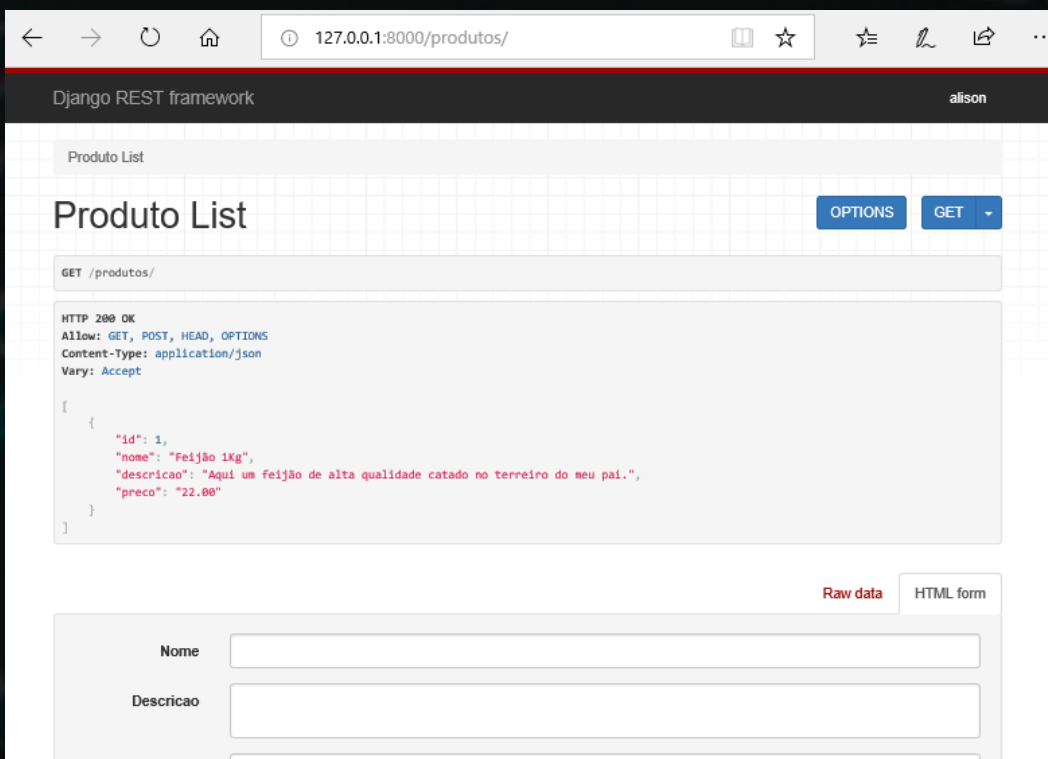 127.0.0.1:8000/produtos/
Django REST framework
alison
Produto List
Produto List
OPTIONS
GET
GET /produtos/
HTTP 200 OK
Allow: GET, POST, HEAD, OPTIONS
Content-Type: application/json
Vary: Accept
[
{
"id": 1,
"nome": "Feijão 1Kg",
"descricao": "Aqui um feijão de alta qualidade catado no terreiro do meu pai.",
"preco": "22.00"
}
]
Raw data
HTML form
Nome
Descricao